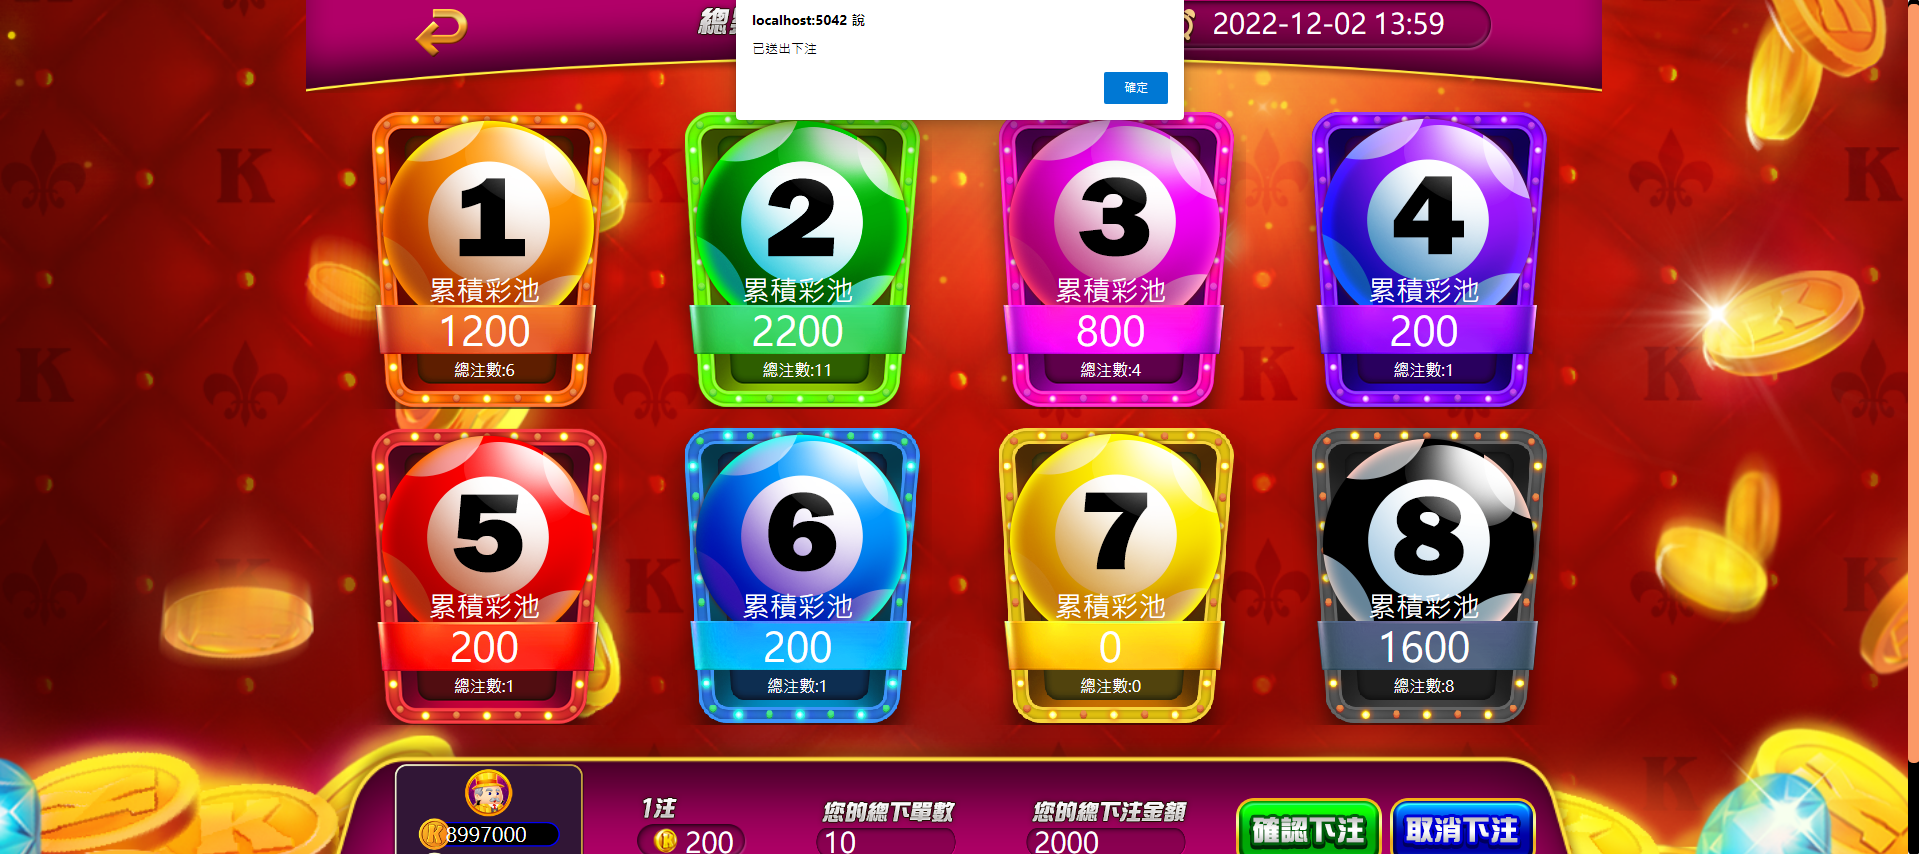 localhost:5042 說
已送出下注
確定
總
2022-12-02 13:59
1
累積彩池
1200
總注數:6
2
累積彩池
2200
總注數:11
3
累積彩池
800
總注數:4
4
累積彩池
200
總注數:1
5
累積彩池
200
總注數:1
6
累積彩池
200
總注數:1
7
累積彩池
0
總注數:0
8
累積彩池
1600
總注數:8
K
8997000
1注
K
200
您的總下單數
10
您的總下注金額
2000
確認下注
取消下注